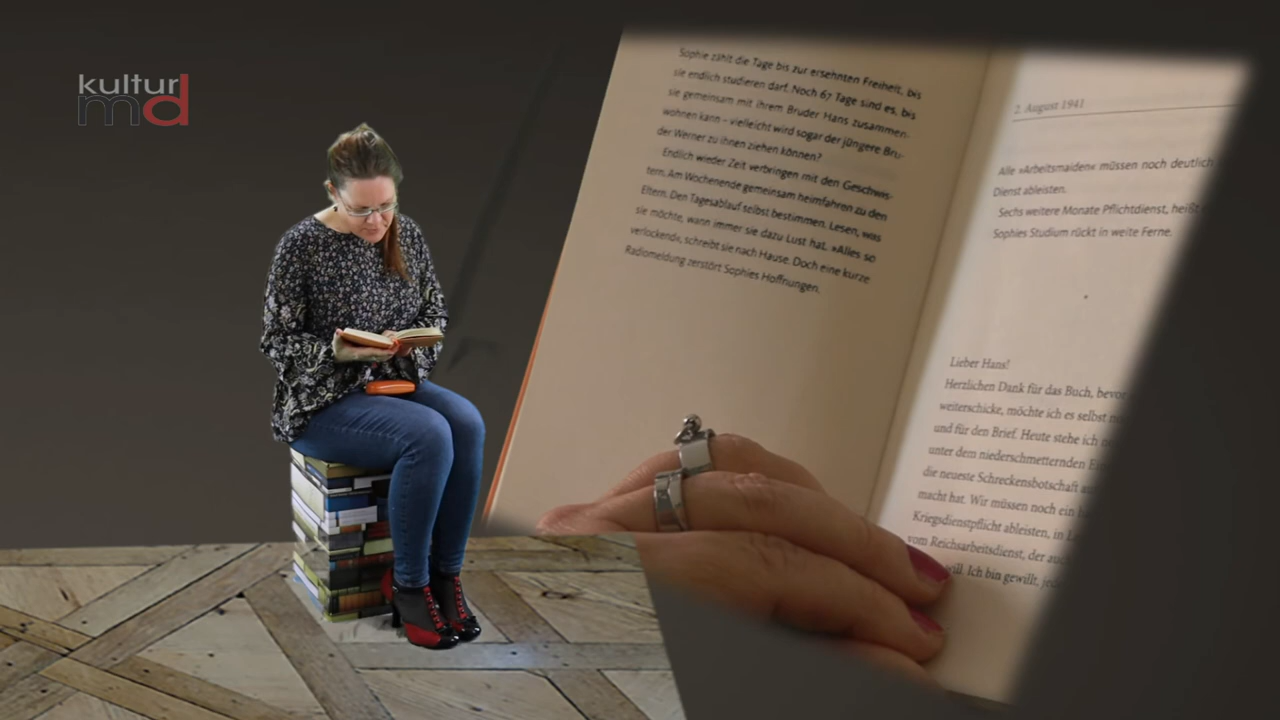 kultur
md
Sophie zählt die Tage bis zur ersehnten Freiheit, bis
sie endlich studieren darf. Noch 67 Tage sind es, bis
sie gemeinsam mit ihrem Bruder Hans zusammen-
wohnen kann – vielleicht wird sogar der jüngere Bru-
der Werner zu ihnen ziehen können?
Endlich wieder Zeit verbringen mit den Geschwis-
tern. Am Wochenende gemeinsam heimfahren zu den
Eltern. Den Tagesablauf selbst bestimmen. Lesen, was
sie möchte, wann immer sie dazu Lust hat. »Alles so
verlockend«, schreibt sie nach Hause. Doch eine kurze
Radiomeldung zerstört Sophies Hoffnungen.
2. August 1941
Alle »Arbeitsmaiden« müssen noch deutlich
Dienst ableisten.
Sechs weitere Monate Pflichtdienst, heißt
Sophies Studium rückt in weite Ferne.
Lieber Hans!
Herzlichen Dank für das Buch, bevor
weiterschicke, möchte ich es selbst
und für den Brief. Heute stehe ich
unter dem niederschmetternden
die neueste Schreckensbotschaft
macht hat. Wir müssen noch ein
Kriegsdienstpflicht ableisten, in
vom Reichsarbeitsdienst, der
will. Ich bin gewillt,